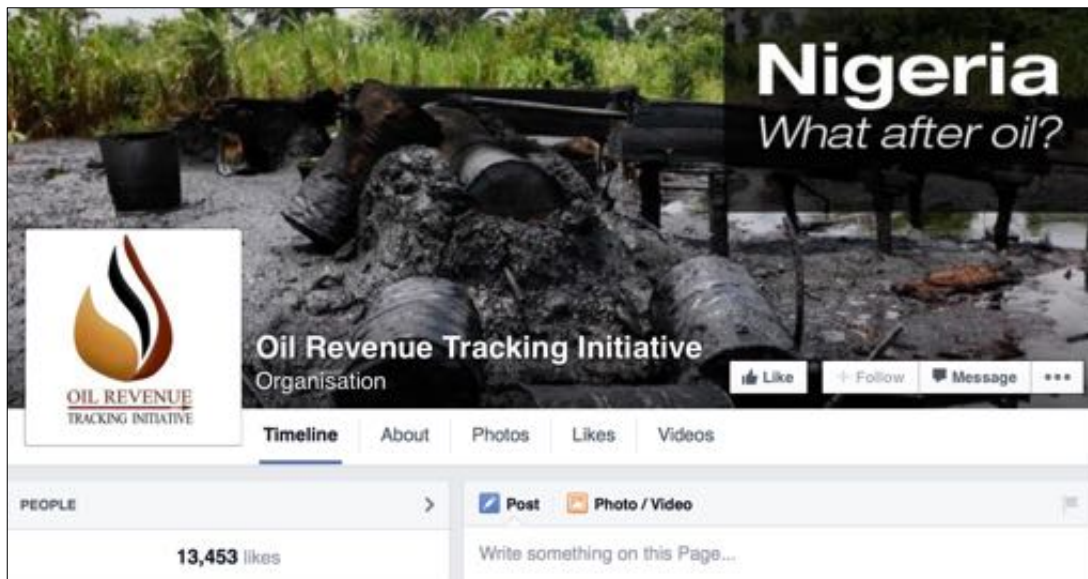 Nigeria
What after oil?
OIL REVENUE
TRACKING INITIATIVE
Oil Revenue Tracking Initiative
Organisation
Like
+ Follow
Message
Timeline
About
Photos
Likes
Videos
PEOPLE
13,453 likes
Post
Photo / Video
Write something on this Page...